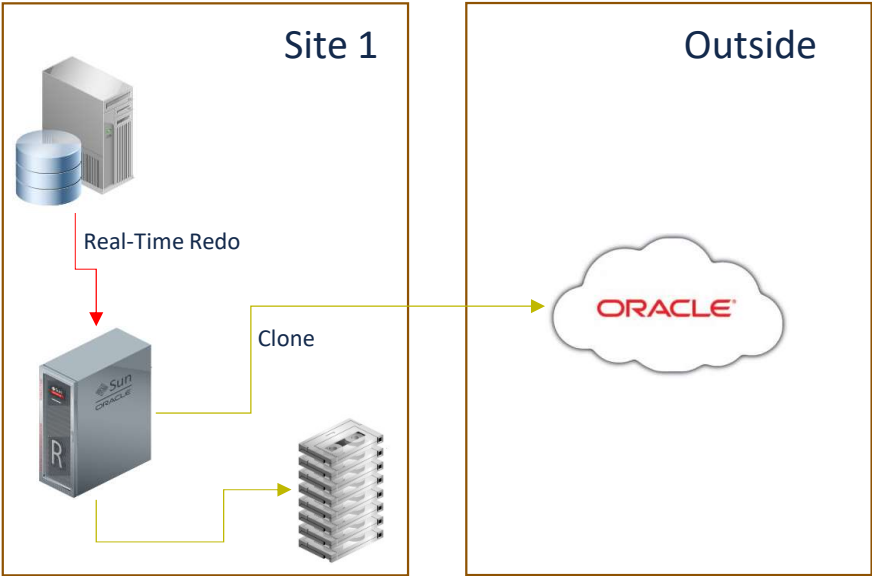 Site 1
Outside
Real-Time Redo
ORACLE
Clone
Sun
ORACLE
R